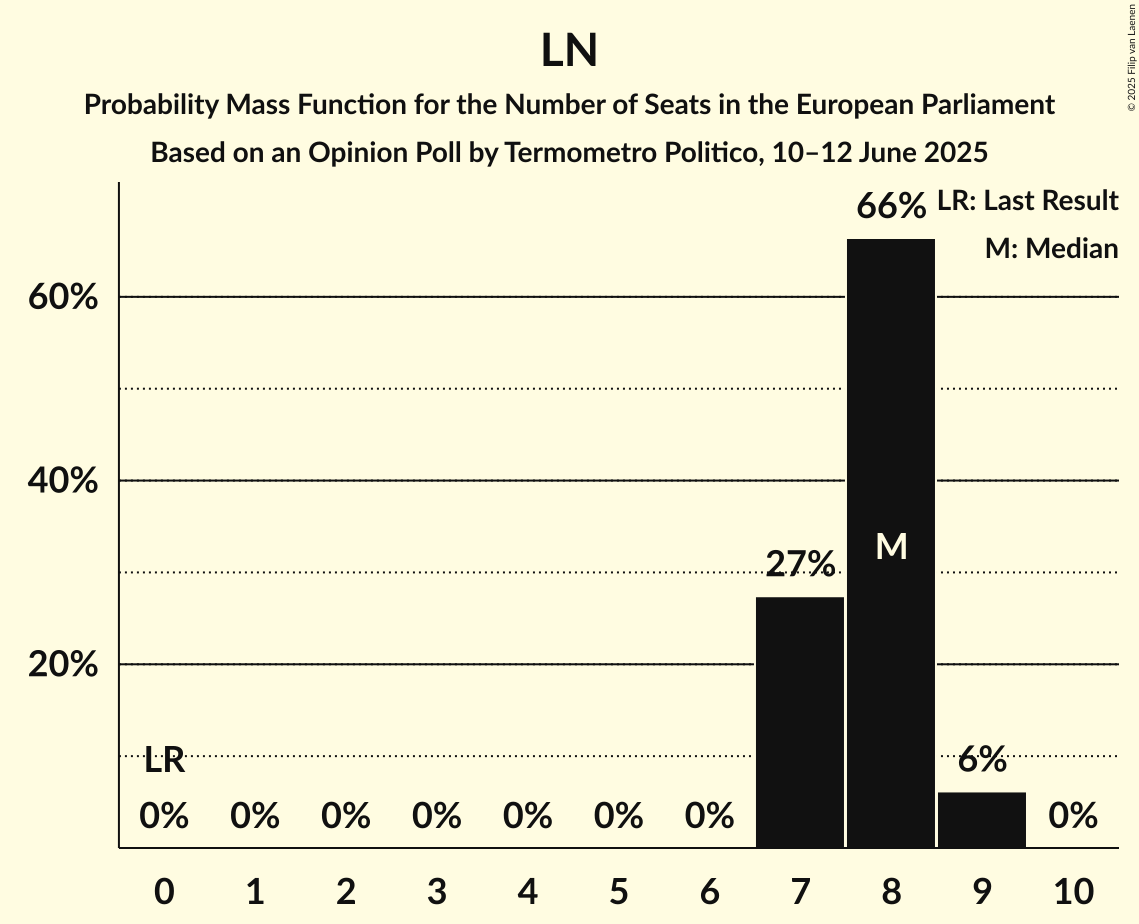 LN
Probability Mass Function for the Number of Seats in the European Parliament
Based on an Opinion Poll by Termometro Politico, 10–12 June 2025
© 2025 Filip van Laenen
LR: Last Result
M: Median
60%
40%
20%
LR
0%
0%
0%
0%
0%
0%
0%
27%
66%
M
6%
0%
0 1 2 3 4 5 6 7 8 9 10